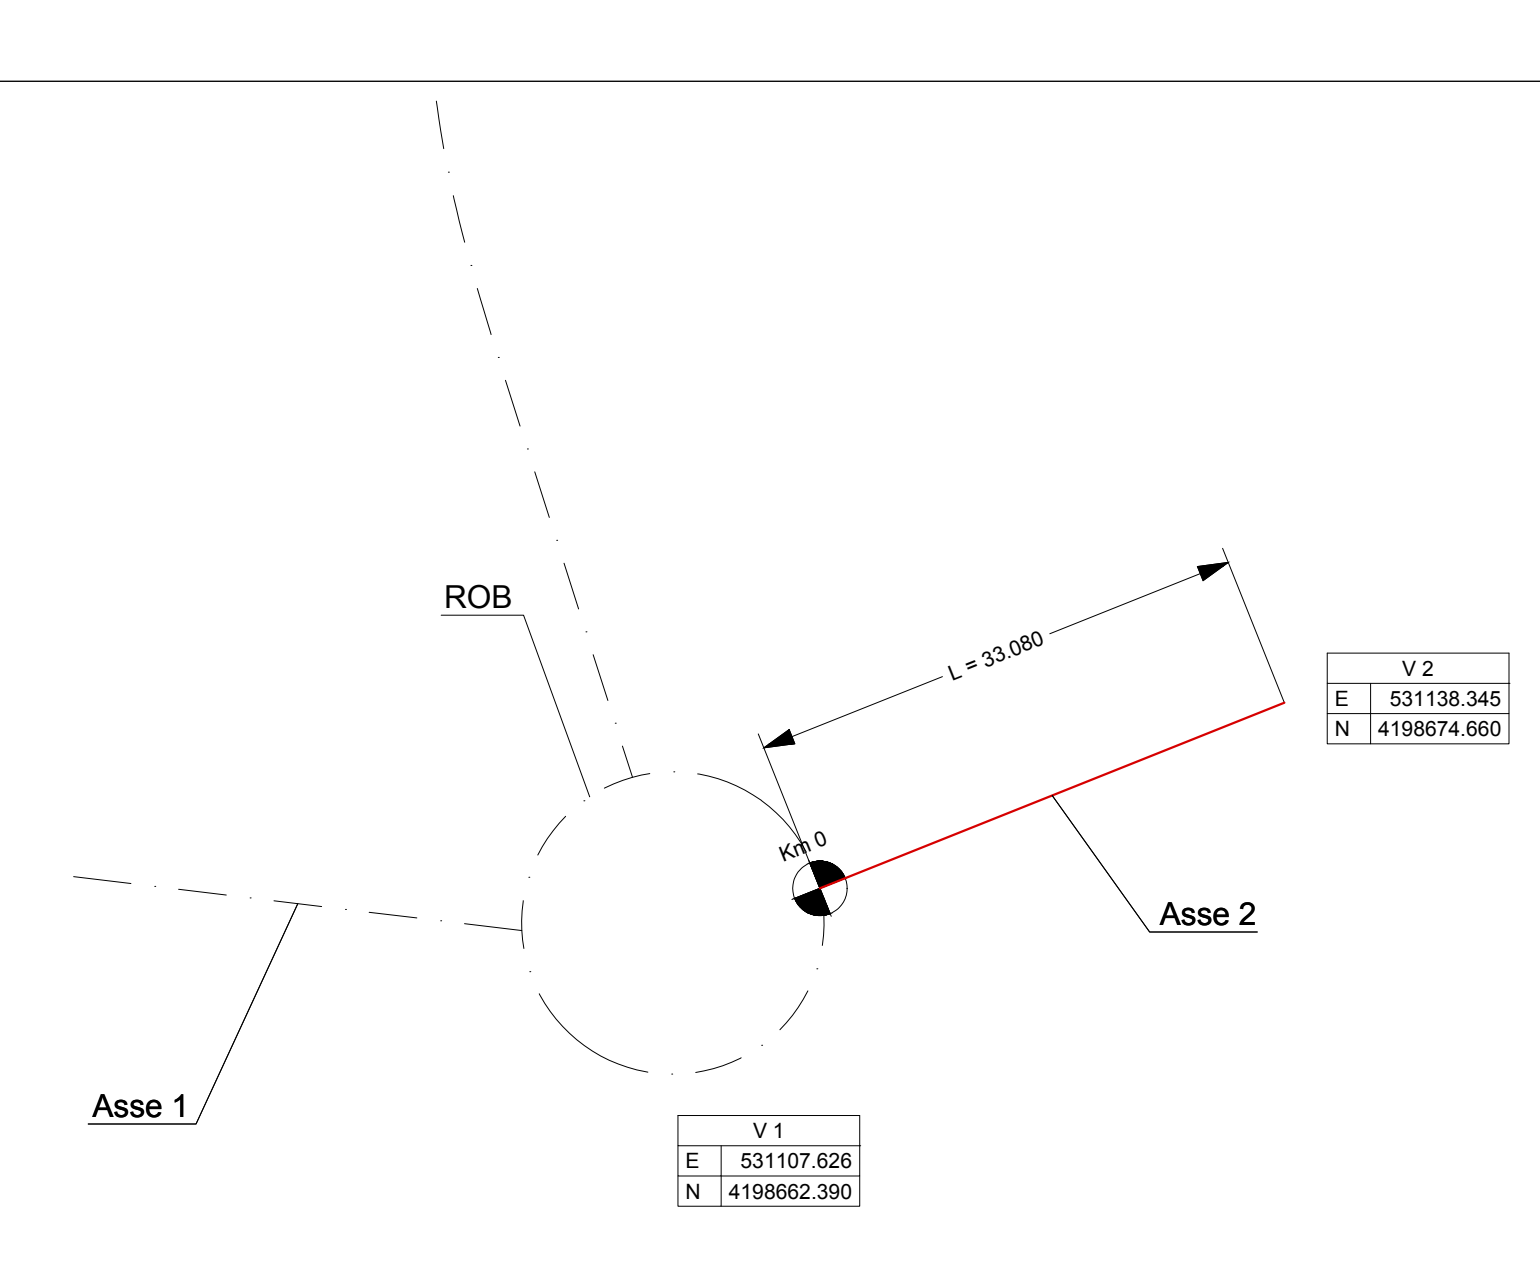 ROB
L = 33.080
V 2
E 531138.345
N 4198674.660
Km 0
Asse 2
Asse 1
V 1
E 531107.626
N 4198662.390